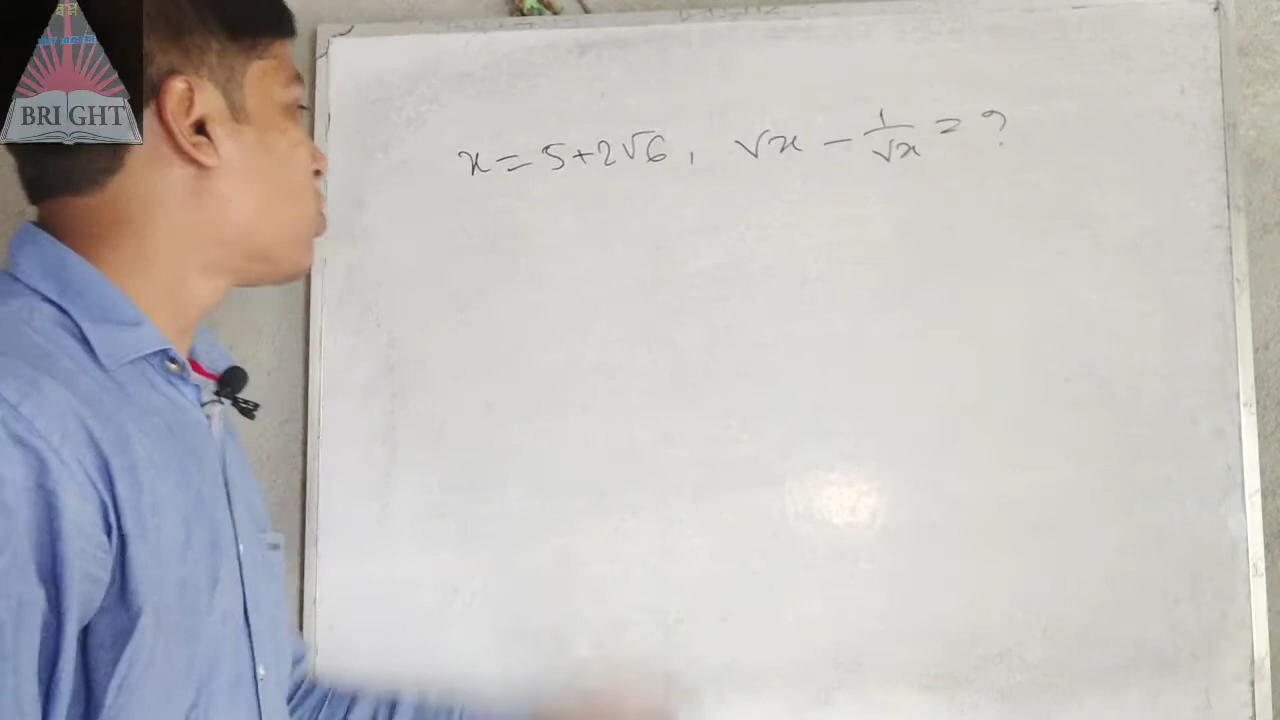 BRIGHT
x = 5+2√6, √x − 1/√x = ?